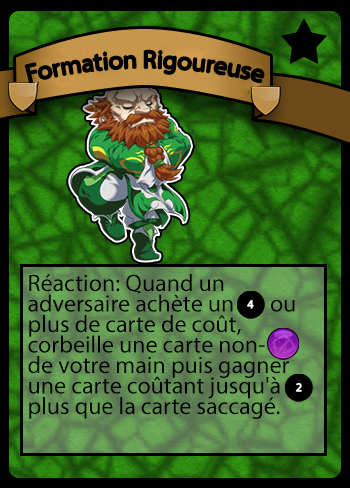 Formation Rigoureuse
Réaction: Quand un
adversaire achète un 4 ou
plus de carte de coût,
corbeille une carte non-
de votre main puis gagner
une carte coûtant jusqu'à 2
plus que la carte saccagé.